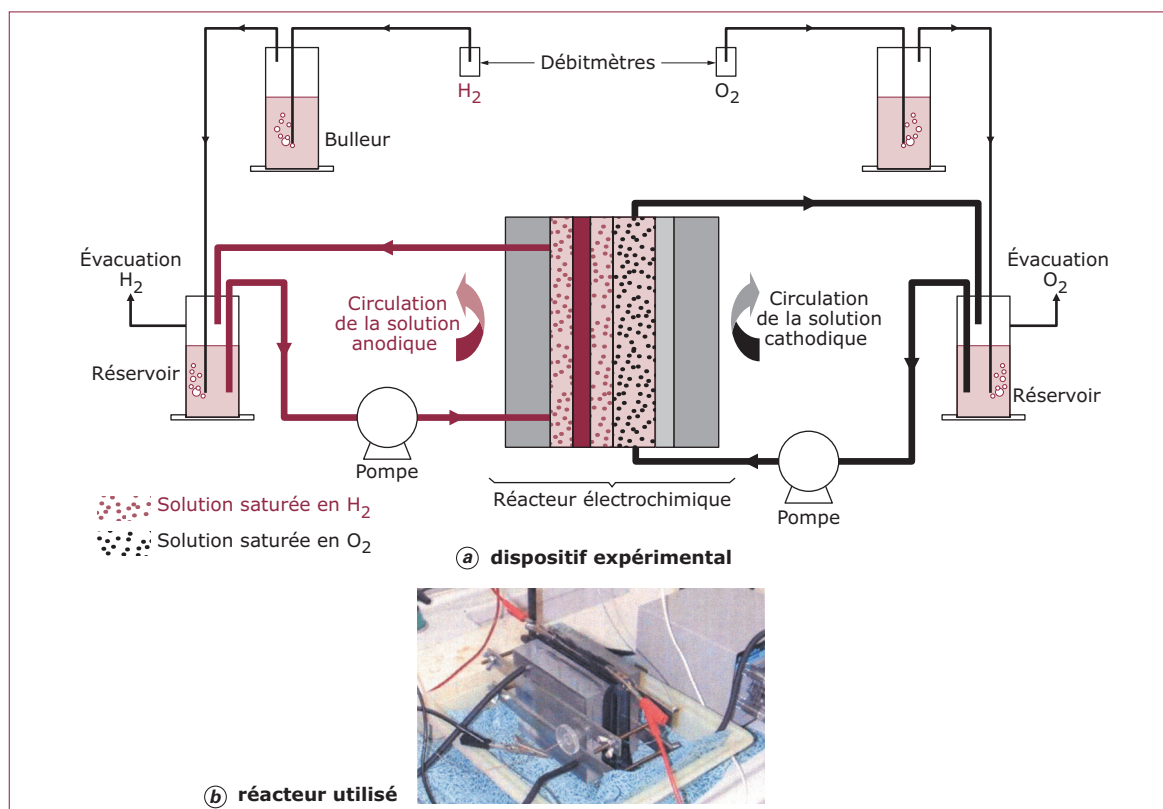 Débitmètres
H2
O2
Bulleur
Évacuation
H2
Évacuation
O2
Circulation
de la solution
anodique
Circulation
de la solution
cathodique
Réservoir
Réservoir
Pompe
Réacteur électrochimique
Pompe
Solution saturée en H2
Solution saturée en O2
a dispositif expérimental
b réacteur utilisé